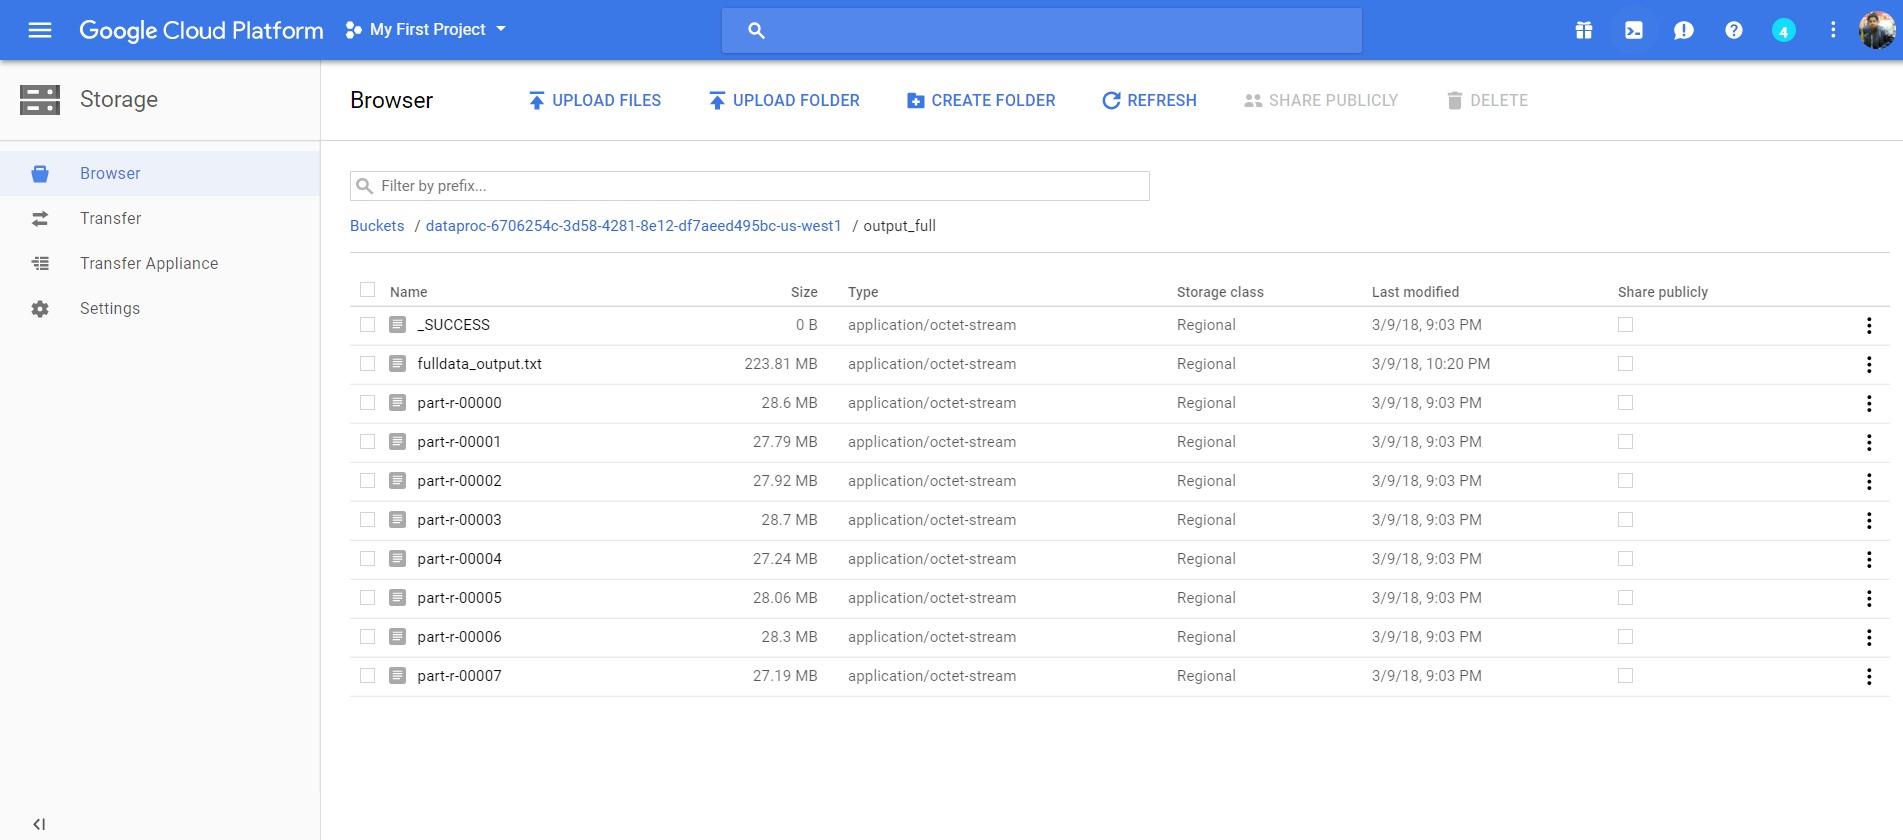 Google Cloud Platform My First Project 4
Storage Browser UPLOAD FILES UPLOAD FOLDER CREATE FOLDER REFRESH SHARE PUBLICLY DELETE
Browser
Transfer
Transfer Appliance
Settings
Filter by prefix...
Buckets / dataproc-6706254c-3d58-4281-8e12-df7aeed495bc-us-west1 / output_full
Name Size Type Storage class Last modified Share publicly
_SUCCESS 0 B application/octet-stream Regional 3/9/18, 9:03 PM
fulldata_output.txt 223.81 MB application/octet-stream Regional 3/9/18, 10:20 PM
part-r-00000 28.6 MB application/octet-stream Regional 3/9/18, 9:03 PM
part-r-00001 27.79 MB application/octet-stream Regional 3/9/18, 9:03 PM
part-r-00002 27.92 MB application/octet-stream Regional 3/9/18, 9:03 PM
part-r-00003 28.7 MB application/octet-stream Regional 3/9/18, 9:03 PM
part-r-00004 27.24 MB application/octet-stream Regional 3/9/18, 9:03 PM
part-r-00005 28.06 MB application/octet-stream Regional 3/9/18, 9:03 PM
part-r-00006 28.3 MB application/octet-stream Regional 3/9/18, 9:03 PM
part-r-00007 27.19 MB application/octet-stream Regional 3/9/18, 9:03 PM